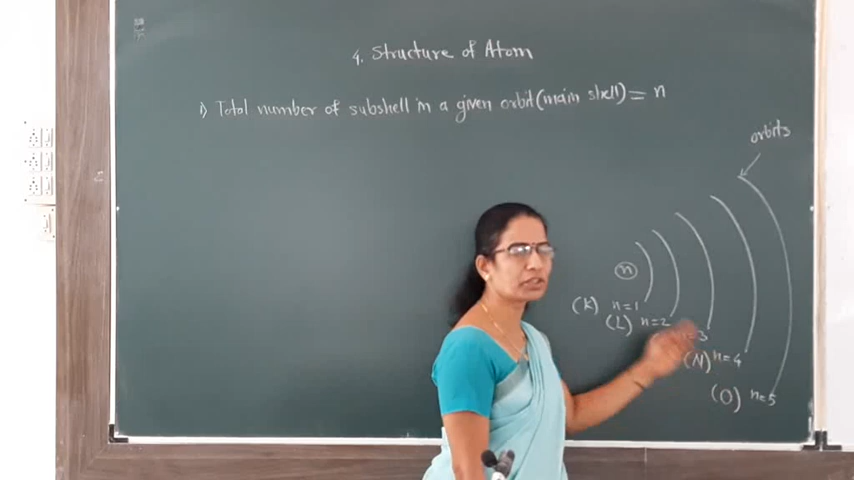 4. Structure of Atom
i) Total number of subshell in a given orbit (main shell) = n
orbits
n
(K) n=1
(L) n=2
n=3
(N) n=4
(O) n=5